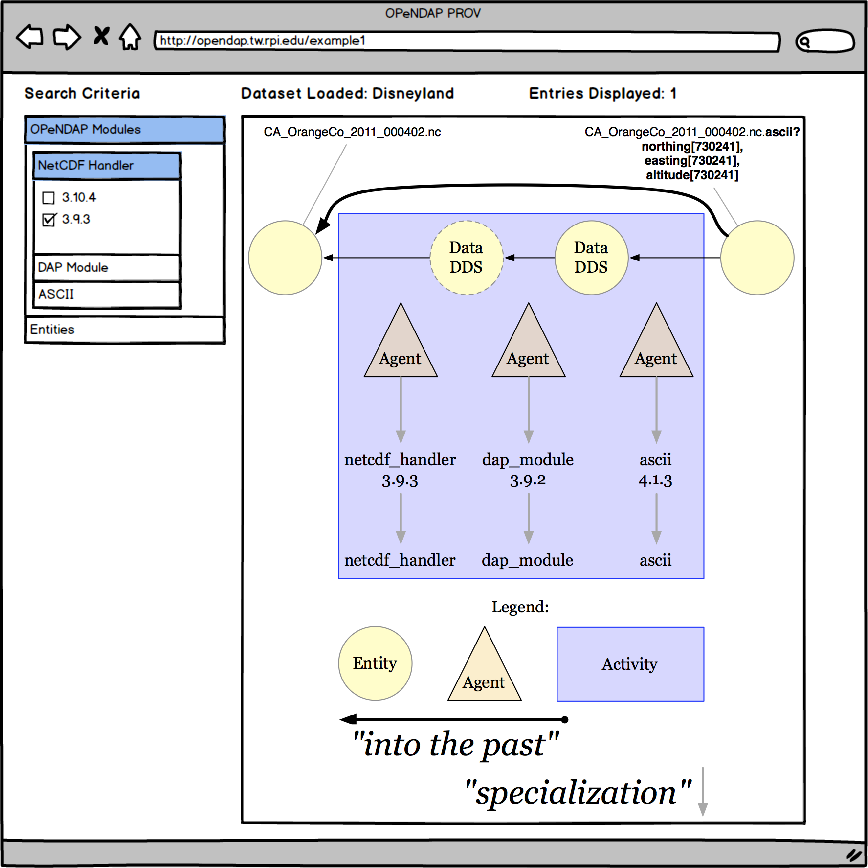 OPeNDAP PROV
http://opendap.tw.rpi.edu/example1
Search Criteria
Dataset Loaded: Disneyland
Entries Displayed: 1
OPeNDAP Modules
NetCDF Handler
3.10.4
3.9.3
DAP Module
ASCII
Entities
CA_OrangeCo_2011_000402.nc
CA_OrangeCo_2011_000402.nc.ascii?
northing[730241],
easting[730241],
altitude[730241]
Data
DDS
Data
DDS
Agent
Agent
Agent
netcdf_handler
3.9.3
dap_module
3.9.2
ascii
4.1.3
netcdf_handler
dap_module
ascii
Legend:
Entity
Agent
Activity
"into the past"
"specialization"